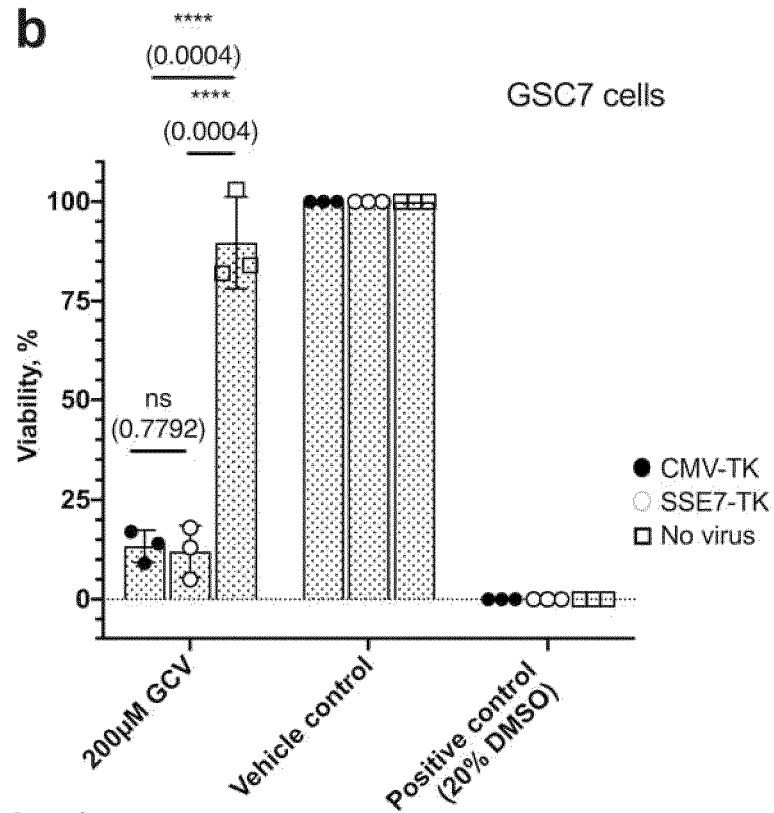 b
****
(0.0004)
****
(0.0004)
GSC7 cells
100
75
50
25
0
Viability, %
ns
(0.7792)
CMV-TK
SSE7-TK
No virus
200µM GCV
Vehicle control
Positive control
(20% DMSO)